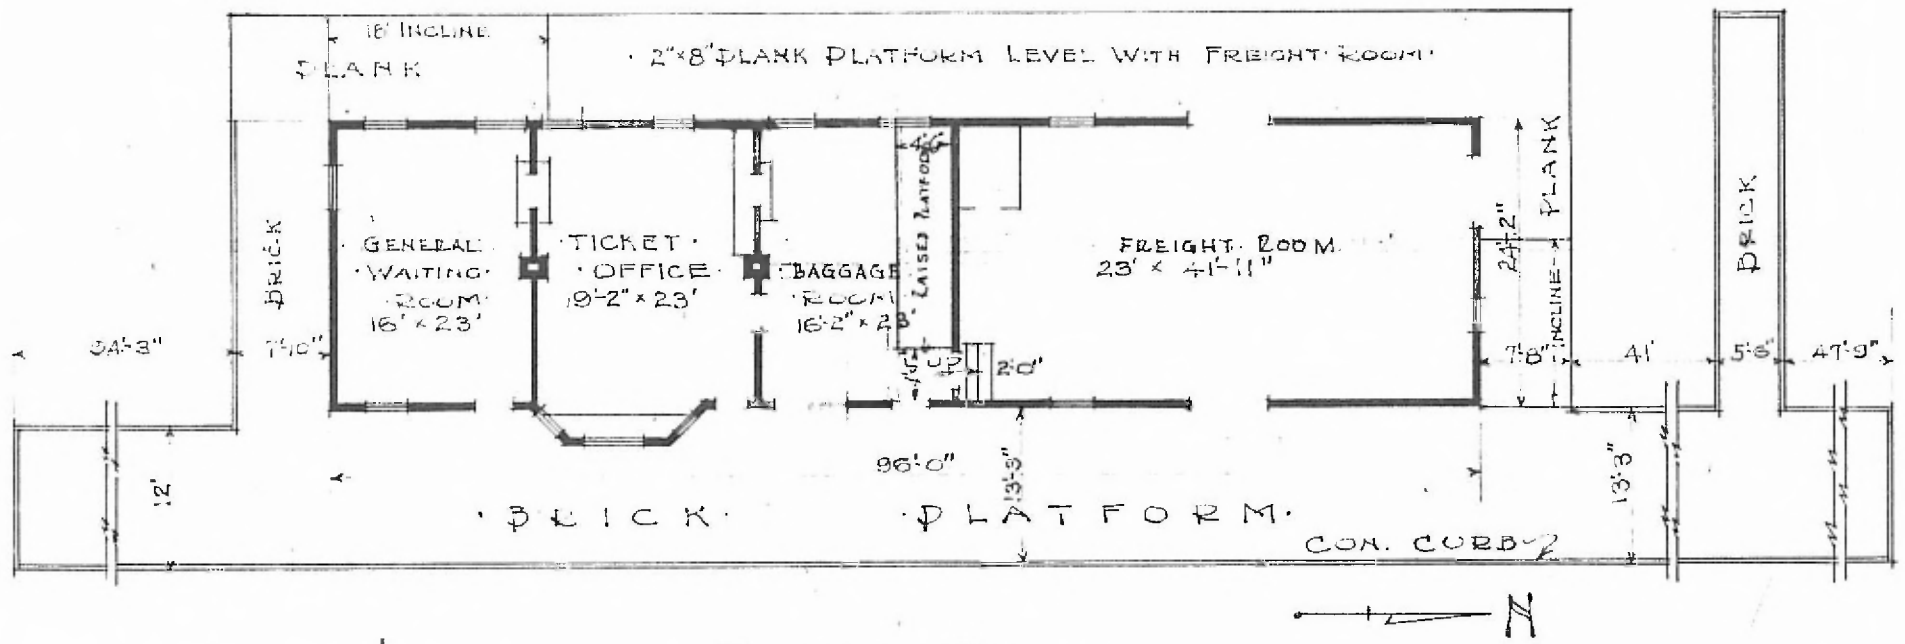 18' INCLINE
PLANK
· 2"x8" PLANK PLATFORM LEVEL WITH FREIGHT ROOM ·
BRICK
7'-10"
94'-3"
12'
GENERAL
· WAITING ·
· ROOM ·
16' x 23'
· TICKET ·
· OFFICE ·
19'-2" x 23'
· BAGGAGE
· ROOM ·
16'-2" x 23'
4'-6"
RAISED PLATFORM
UP
2'-0"
FREIGHT ROOM
23' x 41'-11"
24'-2"
PLANK
INCLINE
7'-8"
41'
BRICK
5'-6"
47'-9"
96'-0"
13'-3"
13'-3"
· BRICK · · PLATFORM ·
CON. CURB
N